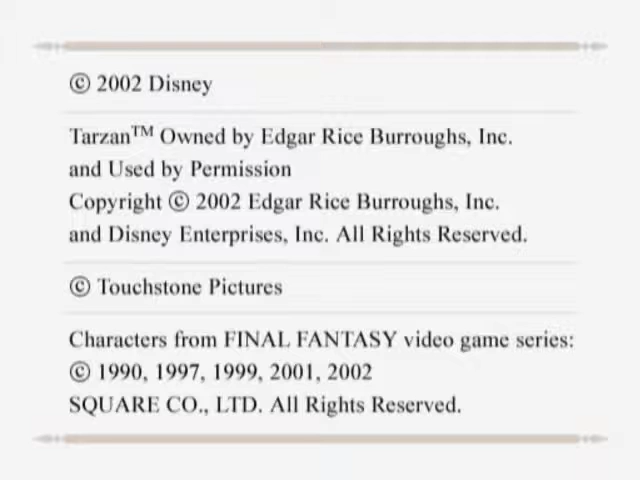 © 2002 Disney
Tarzan™ Owned by Edgar Rice Burroughs, Inc.
and Used by Permission
Copyright © 2002 Edgar Rice Burroughs, Inc.
and Disney Enterprises, Inc. All Rights Reserved.
© Touchstone Pictures
Characters from FINAL FANTASY video game series:
© 1990, 1997, 1999, 2001, 2002
SQUARE CO., LTD. All Rights Reserved.